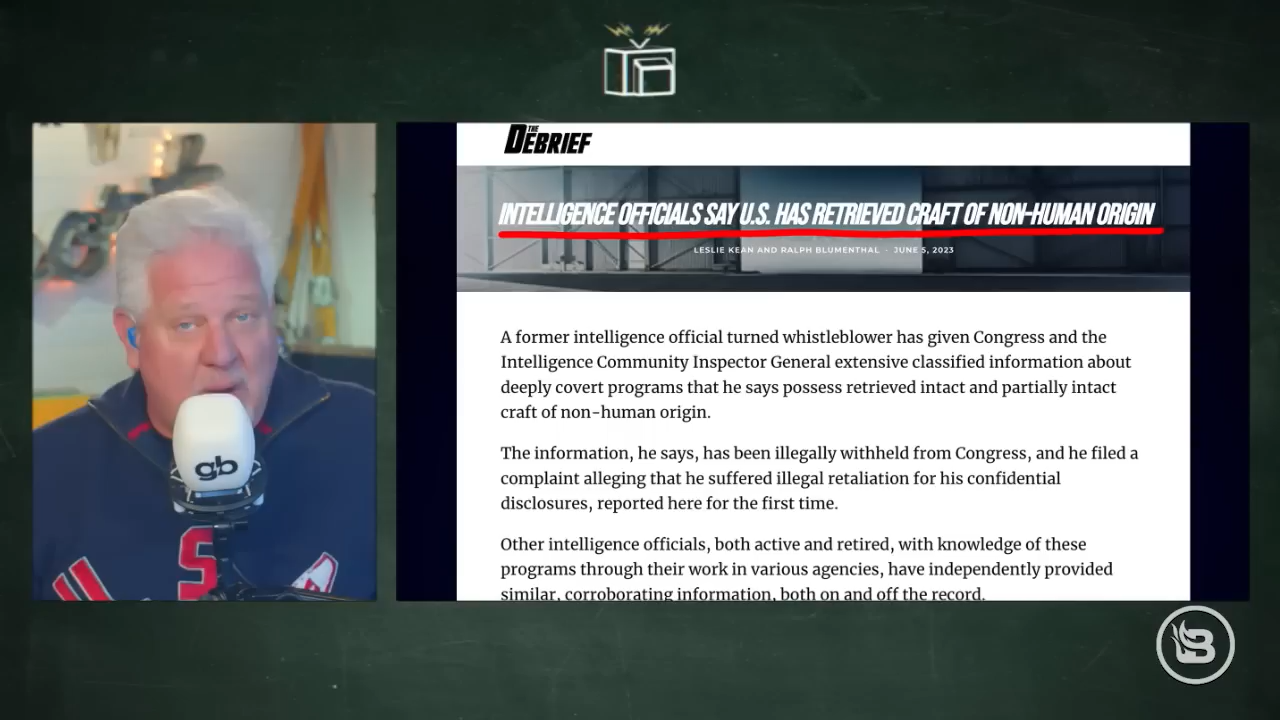 THE
DEBRIEF
INTELLIGENCE OFFICIALS SAY U.S. HAS RETRIEVED CRAFT OF NON-HUMAN ORIGIN
LESLIE KEAN AND RALPH BLUMENTHAL - JUNE 5, 2023
A former intelligence official turned whistleblower has given Congress and the
Intelligence Community Inspector General extensive classified information about
deeply covert programs that he says possess retrieved intact and partially intact
craft of non-human origin.
The information, he says, has been illegally withheld from Congress, and he filed a
complaint alleging that he suffered illegal retaliation for his confidential
disclosures, reported here for the first time.
Other intelligence officials, both active and retired, with knowledge of these
programs through their work in various agencies, have independently provided
similar, corroborating information, both on and off the record.
gb
S
B